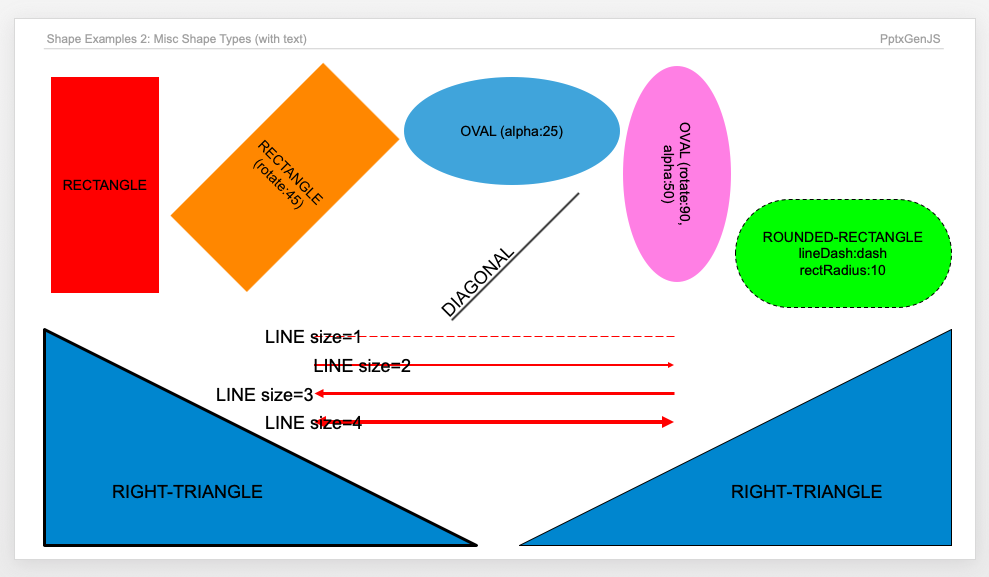 Shape Examples 2: Misc Shape Types (with text)
PptxGenJS
RECTANGLE
RECTANGLE
(rotate:45)
OVAL (alpha:25)
OVAL (rotate:90,
alpha:50)
ROUNDED-RECTANGLE
lineDash:dash
rectRadius:10
DIAGONAL
LINE size=1
LINE size=2
LINE size=3
LINE size=4
RIGHT-TRIANGLE
RIGHT-TRIANGLE